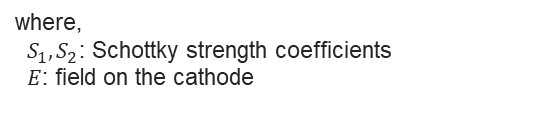 where,
S₁, S₂: Schottky strength coefficients
E: field on the cathode